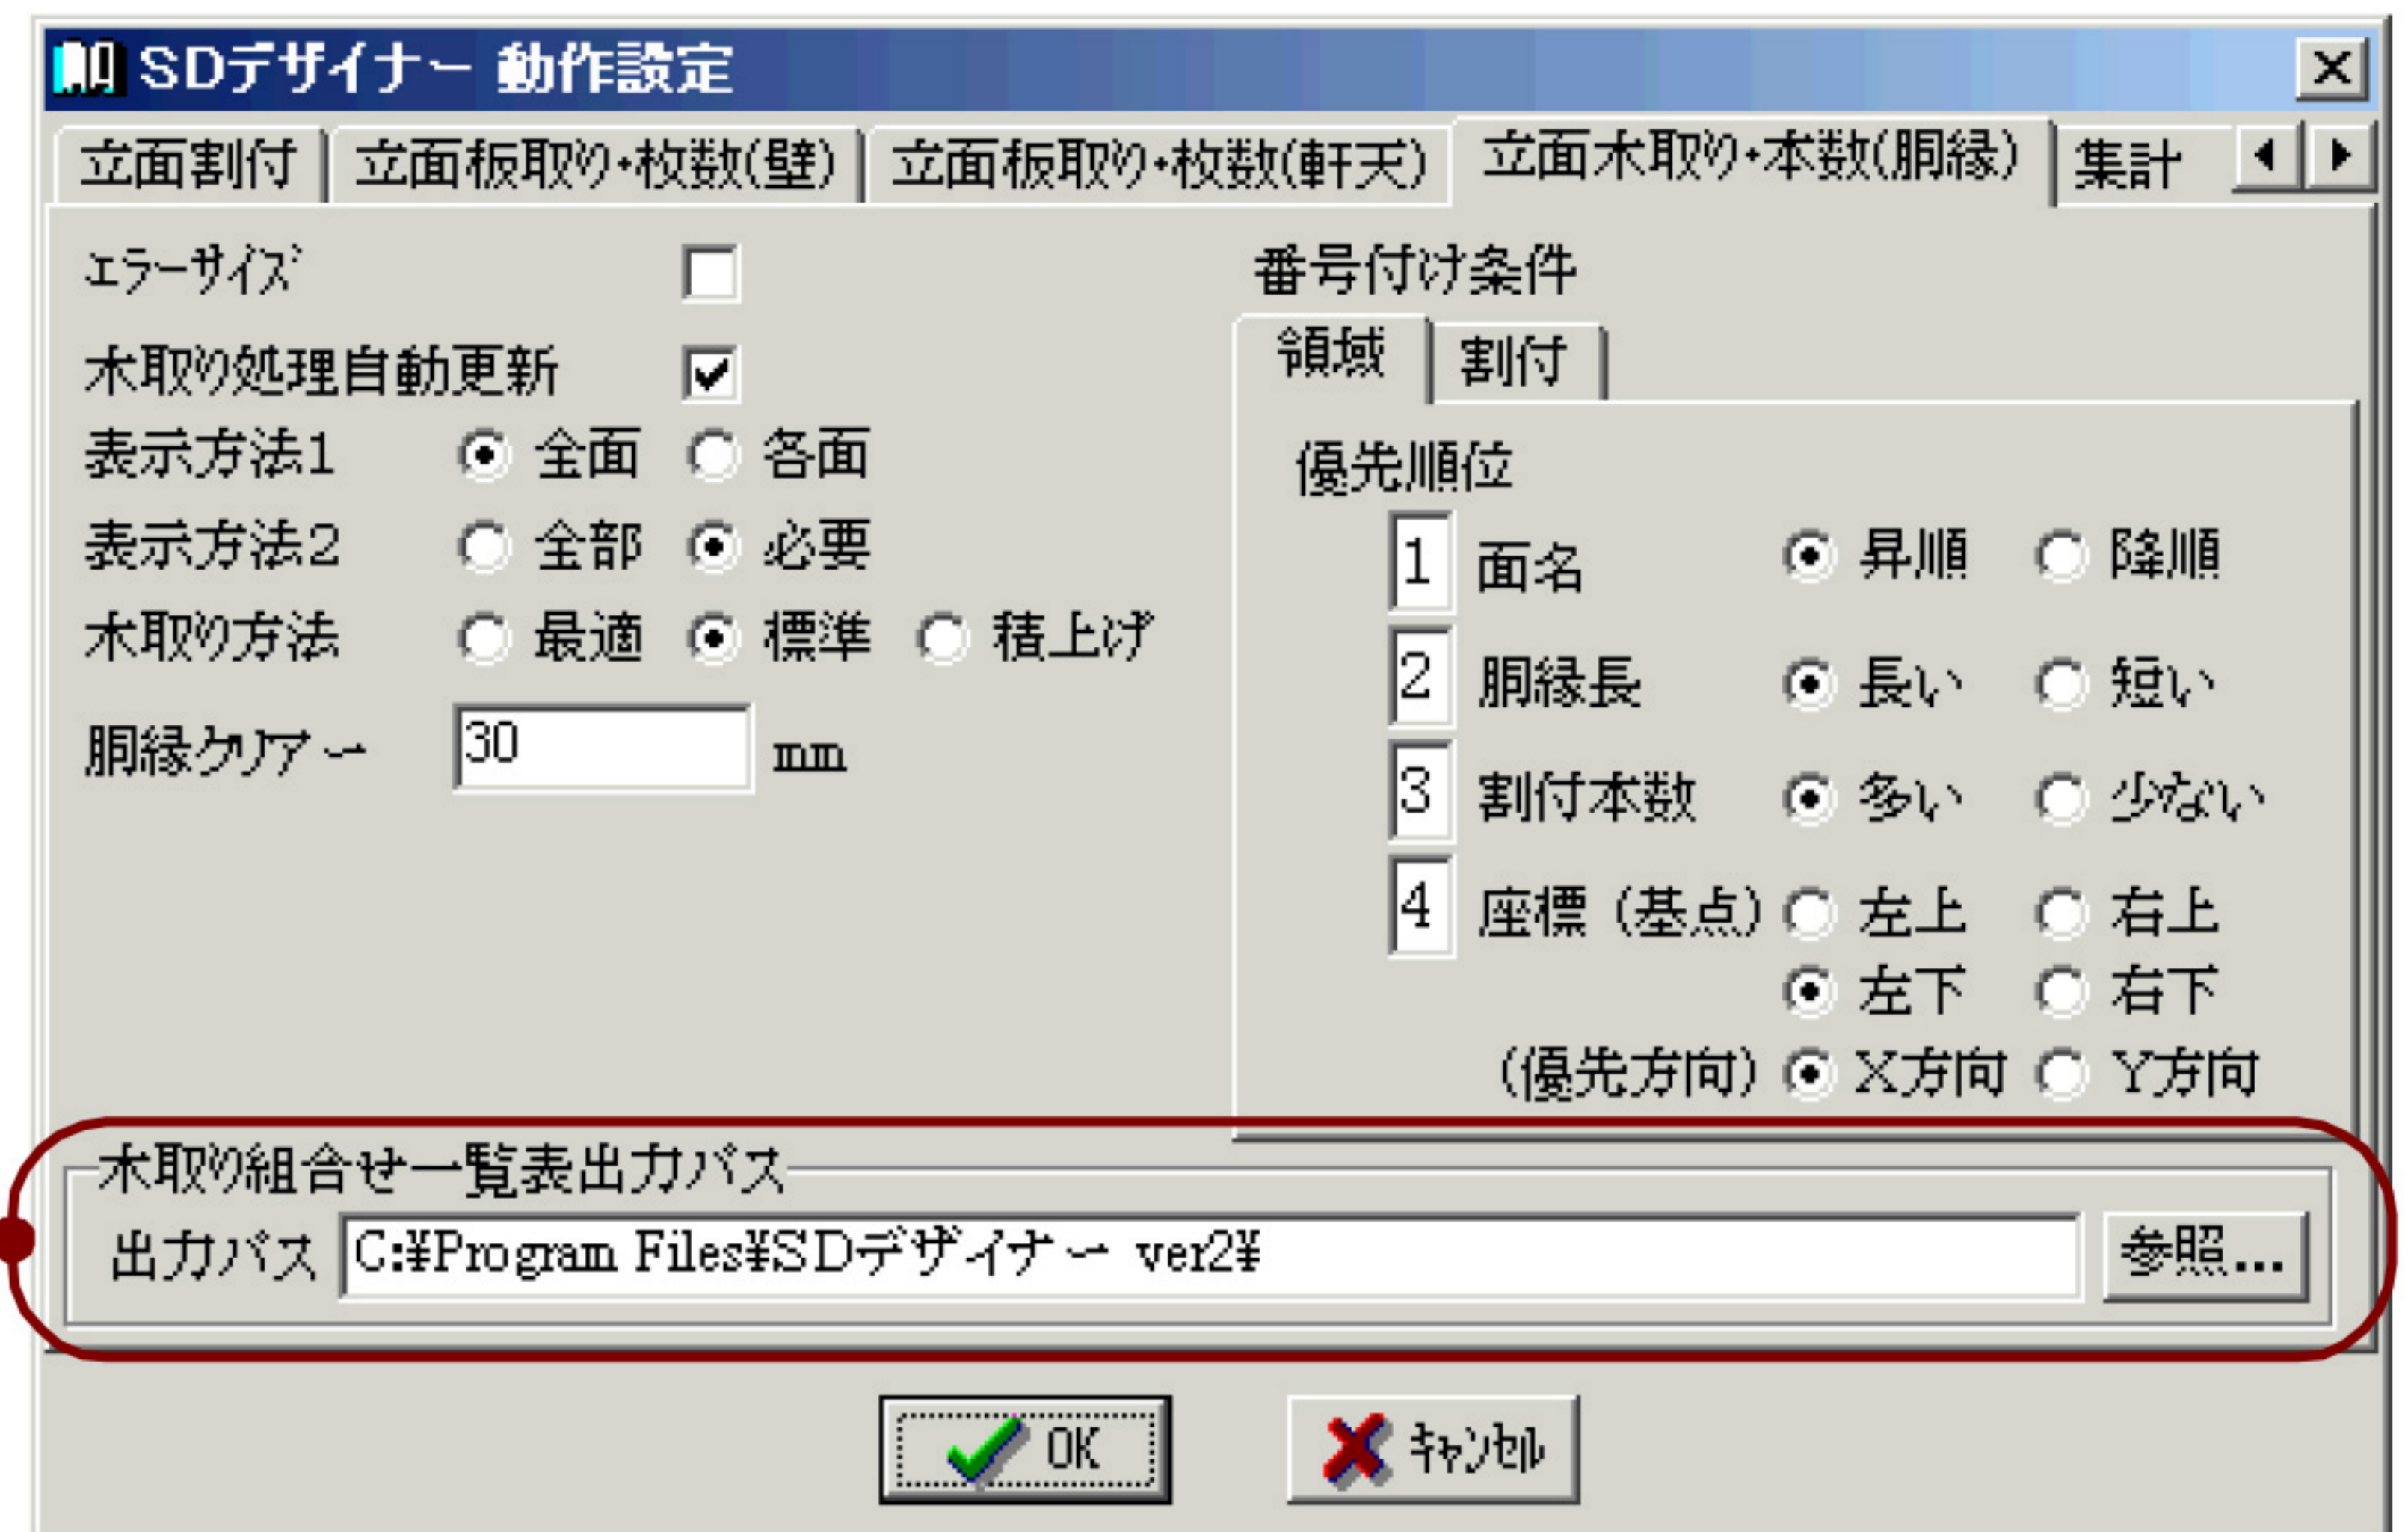 SDデザイナー 動作設定
立面割付 立面板取り・枚数(壁) 立面板取り・枚数(軒天) 立面木取り・本数(胴縁) 集計
ｴﾗｰｻｲｽﾞ
木取り処理自動更新
表示方法1 全面 各面
表示方法2 全部 必要
木取り方法 最適 標準 積上げ
胴縁クリアー 30 mm
番号付け条件
領域 割付
優先順位
1 面名 昇順 降順
2 胴縁長 長い 短い
3 割付本数 多い 少ない
4 座標（基点） 左上 右上
左下 右下
（優先方向） X方向 Y方向
木取り組合せ一覧表出力パス
出力パス C:¥Program Files¥SDデザイナー ver2¥ 参照...
OK ｷｬﾝｾﾙ